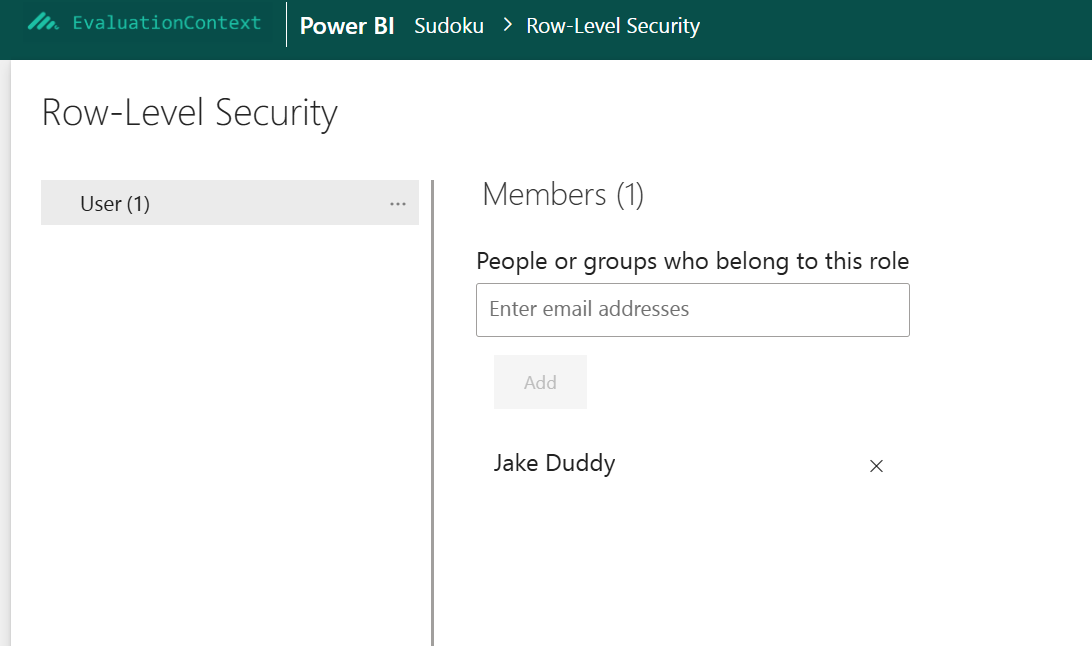 EvaluationContext Power BI Sudoku > Row-Level Security
Row-Level Security
User (1) ...
Members (1)
People or groups who belong to this role
Enter email addresses
Add
Jake Duddy